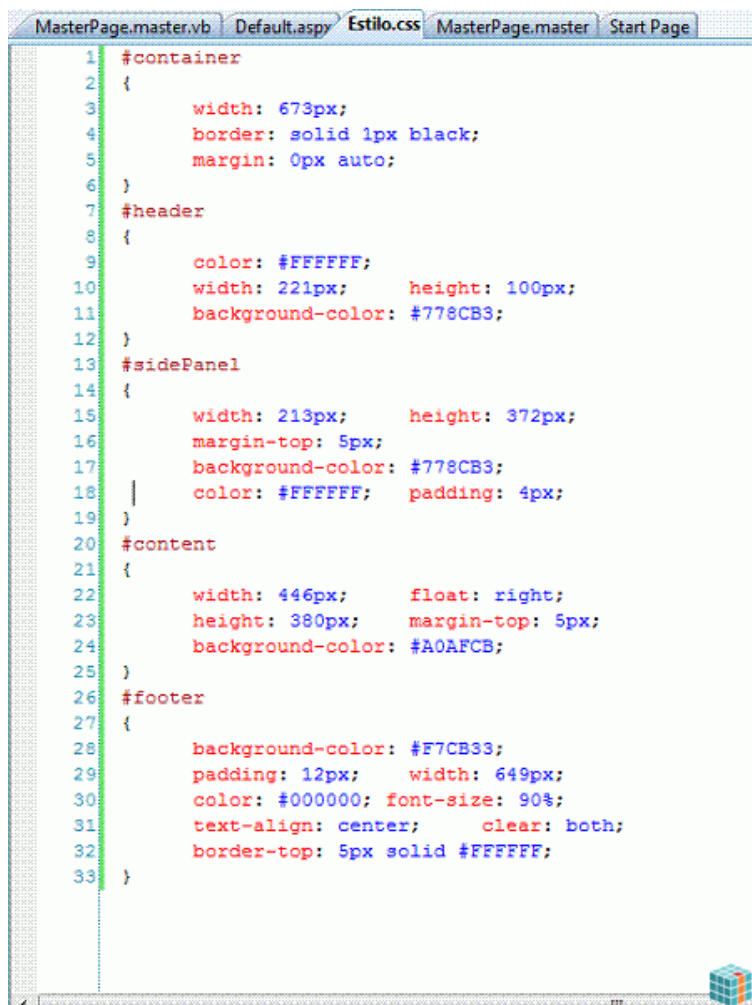 MasterPage.master.vb Default.aspx Estilo.css MasterPage.master Start Page
1 #container
2 {
3 width: 673px;
4 border: solid 1px black;
5 margin: 0px auto;
6 }
7 #header
8 {
9 color: #FFFFFF;
10 width: 221px; height: 100px;
11 background-color: #778CB3;
12 }
13 #sidePanel
14 {
15 width: 213px; height: 372px;
16 margin-top: 5px;
17 background-color: #778CB3;
18 color: #FFFFFF; padding: 4px;
19 }
20 #content
21 {
22 width: 446px; float: right;
23 height: 380px; margin-top: 5px;
24 background-color: #A0AFCB;
25 }
26 #footer
27 {
28 background-color: #F7CB33;
29 padding: 12px; width: 649px;
30 color: #000000; font-size: 90%;
31 text-align: center; clear: both;
32 border-top: 5px solid #FFFFFF;
33 }